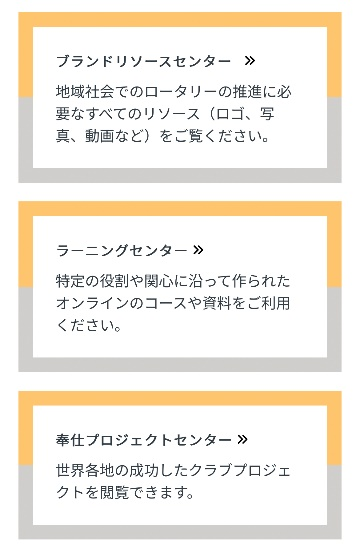 ブランドリソースセンター »
地域社会でのロータリーの推進に必
要なすべてのリソース（ロゴ、写
真、動画など）をご覧ください。
ラーニングセンター »
特定の役割や関心に沿って作られた
オンラインのコースや資料をご利用
ください。
奉仕プロジェクトセンター »
世界各地の成功したクラブプロジェ
クトを閲覧できます。